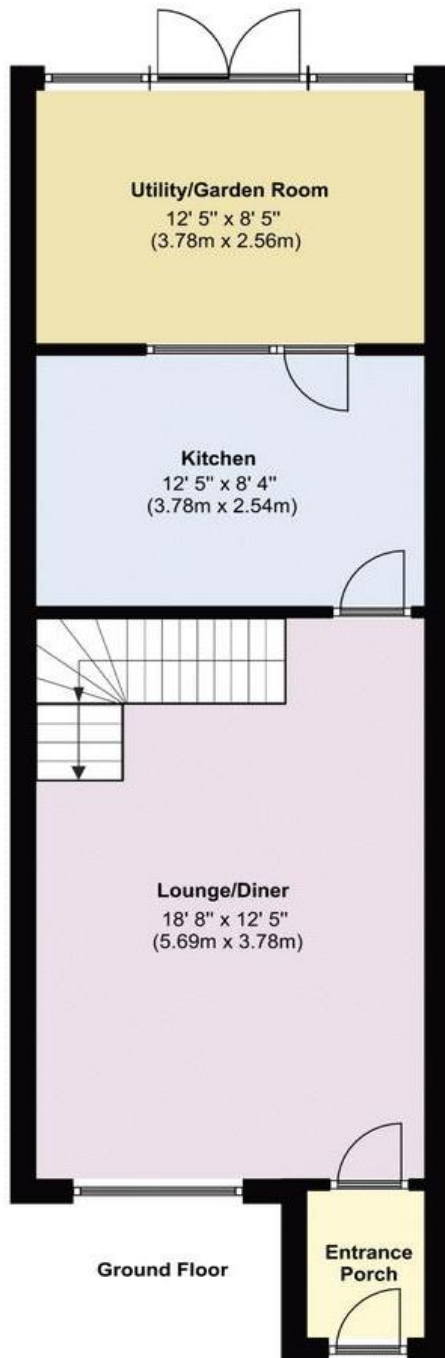 Utility/Garden Room
12' 5" x 8' 5"
(3.78m x 2.56m)
Kitchen
12' 5" x 8' 4"
(3.78m x 2.54m)
Lounge/Diner
18' 8" x 12' 5"
(5.69m x 3.78m)
Ground Floor
Entrance
Porch